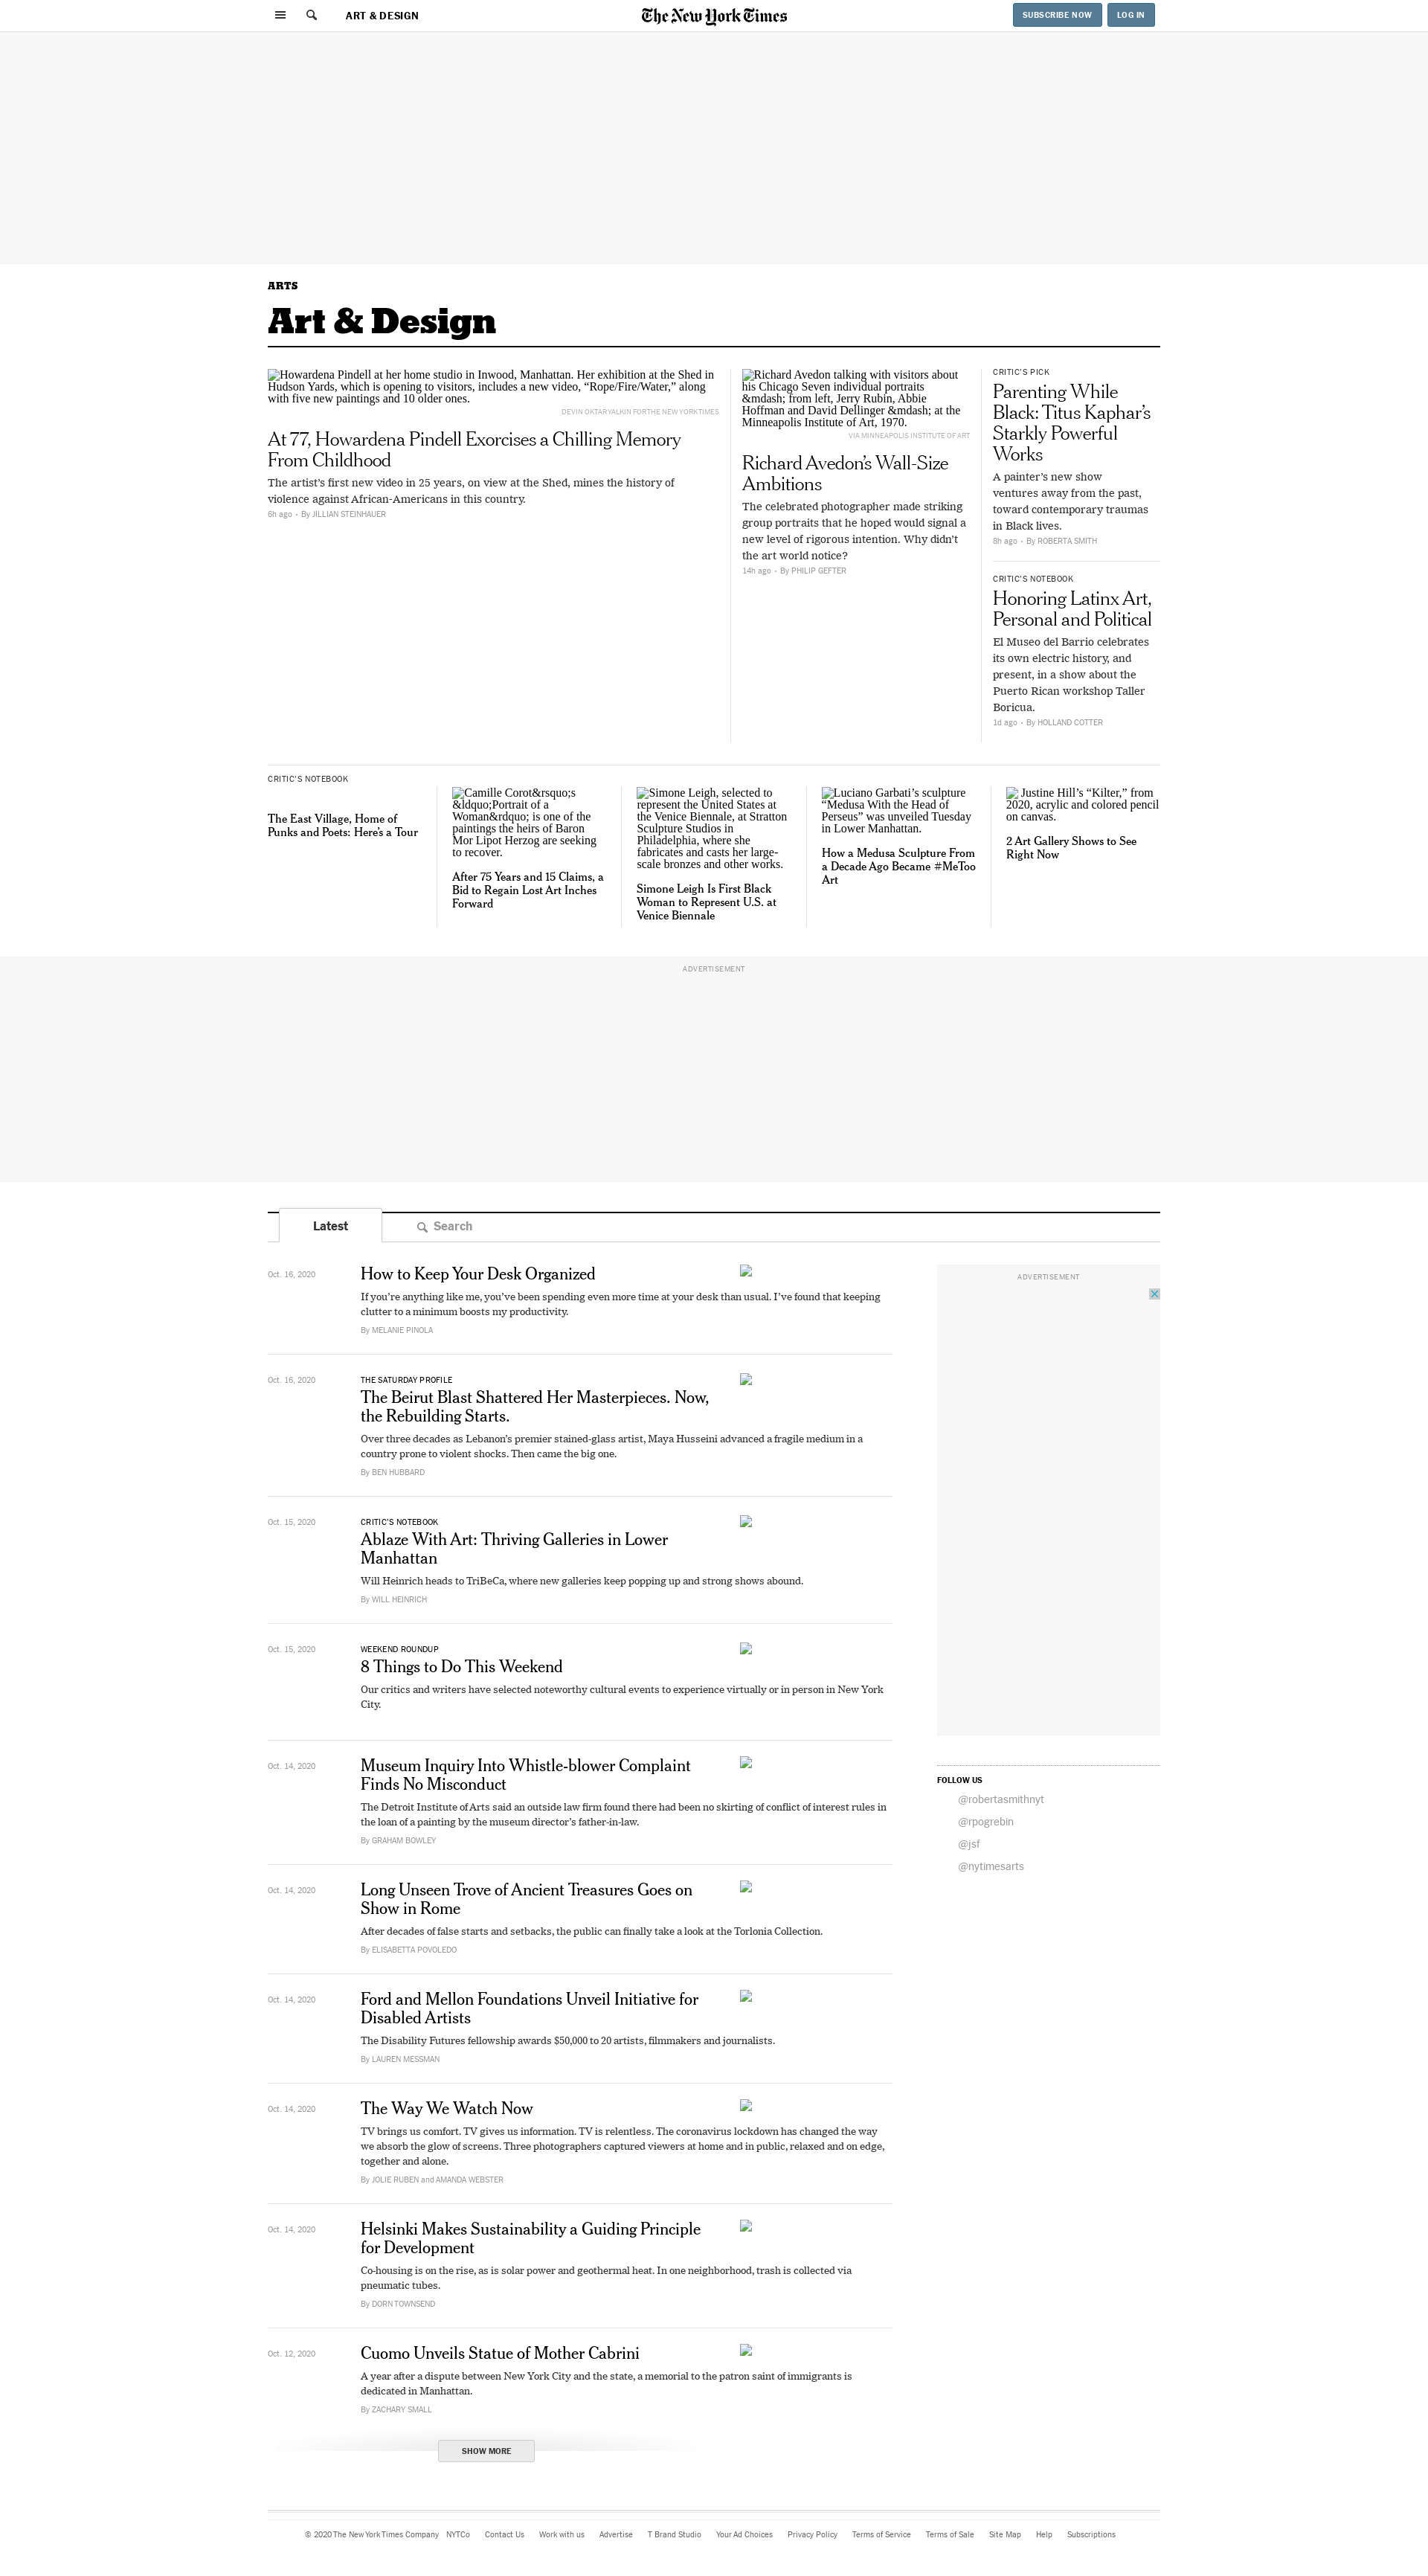 ART & DESIGN
The New York Times
SUBSCRIBE NOW
LOG IN
ARTS
Art & Design
Howardena Pindell at her home studio in Inwood, Manhattan. Her exhibition at the Shed in
Hudson Yards, which is opening to visitors, includes a new video, “Rope/Fire/Water,” along
with five new paintings and 10 older ones.
DEVIN OKTAR YALKIN FOR THE NEW YORK TIMES
At 77, Howardena Pindell Exorcises a Chilling Memory
From Childhood
The artist’s first new video in 25 years, on view at the Shed, mines the history of
violence against African-Americans in this country.
6h ago · By JILLIAN STEINHAUER
Richard Avedon talking with visitors about
his Chicago Seven individual portraits
&mdash; from left, Jerry Rubin, Abbie
Hoffman and David Dellinger &mdash; at the
Minneapolis Institute of Art, 1970.
VIA MINNEAPOLIS INSTITUTE OF ART
Richard Avedon’s Wall-Size
Ambitions
The celebrated photographer made striking
group portraits that he hoped would signal a
new level of rigorous intention. Why didn’t
the art world notice?
14h ago · By PHILIP GEFTER
CRITIC’S PICK
Parenting While
Black: Titus Kaphar’s
Starkly Powerful
Works
A painter’s new show
ventures away from the past,
toward contemporary traumas
in Black lives.
8h ago · By ROBERTA SMITH
CRITIC’S NOTEBOOK
Honoring Latinx Art,
Personal and Political
El Museo del Barrio celebrates
its own electric history, and
present, in a show about the
Puerto Rican workshop Taller
Boricua.
1d ago · By HOLLAND COTTER
CRITIC’S NOTEBOOK
The East Village, Home of
Punks and Poets: Here’s a Tour
Camille Corot&rsquo;s
&ldquo;Portrait of a
Woman&rdquo; is one of the
paintings the heirs of Baron
Mor Lipot Herzog are seeking
to recover.
After 75 Years and 15 Claims, a
Bid to Regain Lost Art Inches
Forward
Simone Leigh, selected to
represent the United States at
the Venice Biennale, at Stratton
Sculpture Studios in
Philadelphia, where she
fabricates and casts her large-
scale bronzes and other works.
Simone Leigh Is First Black
Woman to Represent U.S. at
Venice Biennale
Luciano Garbati’s sculpture
“Medusa With the Head of
Perseus” was unveiled Tuesday
in Lower Manhattan.
How a Medusa Sculpture From
a Decade Ago Became #MeToo
Art
Justine Hill’s “Kilter,” from
2020, acrylic and colored pencil
on canvas.
2 Art Gallery Shows to See
Right Now
ADVERTISEMENT
Latest
Search
Oct. 16, 2020
How to Keep Your Desk Organized
If you’re anything like me, you’ve been spending even more time at your desk than usual. I’ve found that keeping
clutter to a minimum boosts my productivity.
By MELANIE PINOLA
ADVERTISEMENT
Oct. 16, 2020
THE SATURDAY PROFILE
The Beirut Blast Shattered Her Masterpieces. Now,
the Rebuilding Starts.
Over three decades as Lebanon’s premier stained-glass artist, Maya Husseini advanced a fragile medium in a
country prone to violent shocks. Then came the big one.
By BEN HUBBARD
Oct. 15, 2020
CRITIC’S NOTEBOOK
Ablaze With Art: Thriving Galleries in Lower
Manhattan
Will Heinrich heads to TriBeCa, where new galleries keep popping up and strong shows abound.
By WILL HEINRICH
Oct. 15, 2020
WEEKEND ROUNDUP
8 Things to Do This Weekend
Our critics and writers have selected noteworthy cultural events to experience virtually or in person in New York
City.
Oct. 14, 2020
Museum Inquiry Into Whistle-blower Complaint
Finds No Misconduct
The Detroit Institute of Arts said an outside law firm found there had been no skirting of conflict of interest rules in
the loan of a painting by the museum director’s father-in-law.
By GRAHAM BOWLEY
FOLLOW US
@robertasmithnyt
@rpogrebin
@jsf
@nytimesarts
Oct. 14, 2020
Long Unseen Trove of Ancient Treasures Goes on
Show in Rome
After decades of false starts and setbacks, the public can finally take a look at the Torlonia Collection.
By ELISABETTA POVOLEDO
Oct. 14, 2020
Ford and Mellon Foundations Unveil Initiative for
Disabled Artists
The Disability Futures fellowship awards $50,000 to 20 artists, filmmakers and journalists.
By LAUREN MESSMAN
Oct. 14, 2020
The Way We Watch Now
TV brings us comfort. TV gives us information. TV is relentless. The coronavirus lockdown has changed the way
we absorb the glow of screens. Three photographers captured viewers at home and in public, relaxed and on edge,
together and alone.
By JOLIE RUBEN and AMANDA WEBSTER
Oct. 14, 2020
Helsinki Makes Sustainability a Guiding Principle
for Development
Co-housing is on the rise, as is solar power and geothermal heat. In one neighborhood, trash is collected via
pneumatic tubes.
By DORN TOWNSEND
Oct. 12, 2020
Cuomo Unveils Statue of Mother Cabrini
A year after a dispute between New York City and the state, a memorial to the patron saint of immigrants is
dedicated in Manhattan.
By ZACHARY SMALL
SHOW MORE
© 2020 The New York Times Company NYTCo Contact Us Work with us Advertise T Brand Studio Your Ad Choices Privacy Policy Terms of Service Terms of Sale Site Map Help Subscriptions